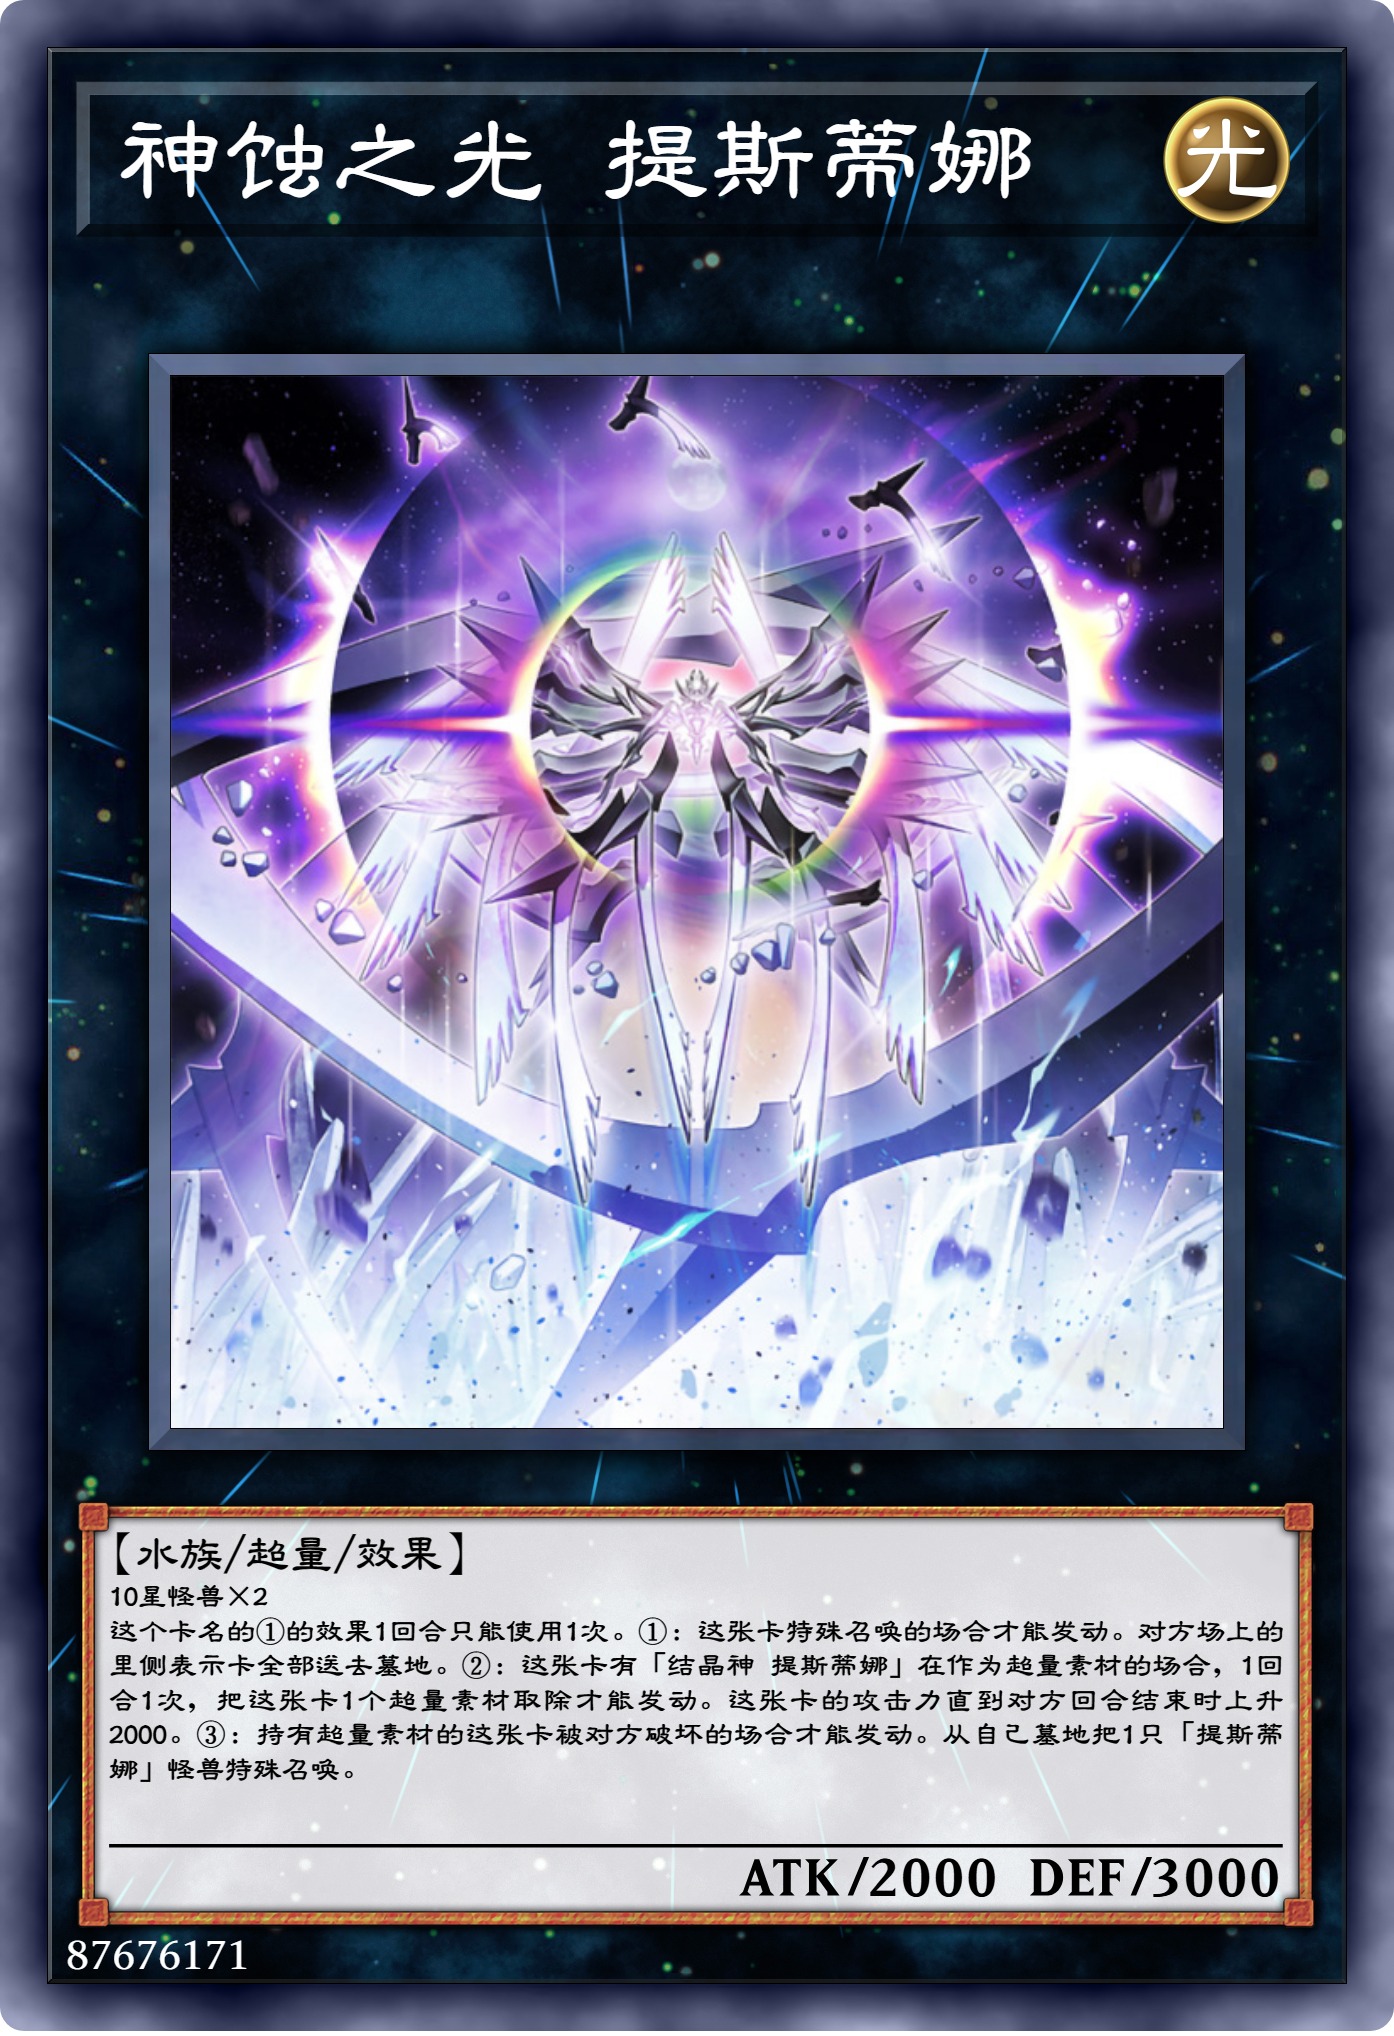 神蚀之光 提斯蒂娜
光
【水族/超量/效果】
10星怪兽×2
这个卡名的①的效果1回合只能使用1次。①：这张卡特殊召唤的场合才能发动。对方场上的
里侧表示卡全部送去墓地。②：这张卡有「结晶神 提斯蒂娜」在作为超量素材的场合，1回
合1次，把这张卡1个超量素材取除才能发动。这张卡的攻击力直到对方回合结束时上升
2000。③：持有超量素材的这张卡被对方破坏的场合才能发动。从自己墓地把1只「提斯蒂
娜」怪兽特殊召唤。
ATK/2000 DEF/3000
87676171